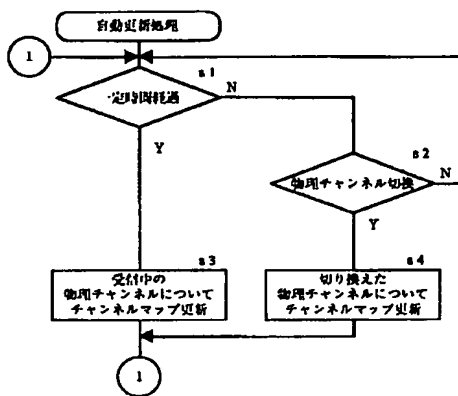 自動更新処理
1
s1
一定時間経過
N
Y
s2
物理チャンネル切換
N
Y
s3
受付中の
物理チャンネルについて
チャンネルマップ更新
s4
切り換えた
物理チャンネルについて
チャンネルマップ更新
1